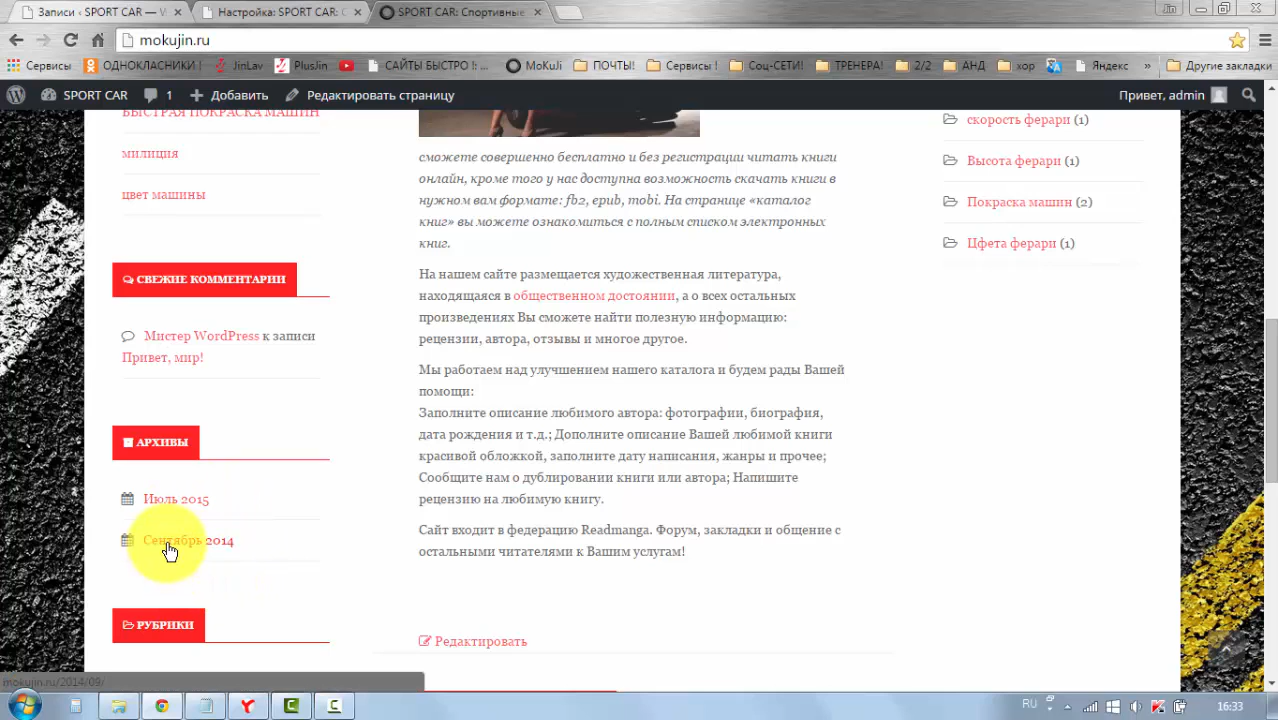 SPORT CAR — 
Настройка: SPORT CAR:
SPORT CAR: Спортивные
mokujin.ru
Сервисы
ОДНОКЛАСНИКИ
JinLav
PlusJin
САЙТЫ БЫСТРО !: ...
MoKuJi
ПОЧТЫ!
Сервисы !
Соц-СЕТИ!
ТРЕНЕРА!
2/2
АНД
хор
Яндекс
Другие закладки
SPORT CAR
1
Добавить
Редактировать страницу
Привет, admin
БЫСТРАЯ ПОКРАСКА МАШИН
милиция
цвет машины
СВЕЖИЕ КОММЕНТАРИИ
Мистер WordPress к записи
Привет, мир!
АРХИВЫ
Июль 2015
Сентябрь 2014
РУБРИКИ
сможете совершенно бесплатно и без регистрации читать книги
онлайн, кроме того у нас доступна возможность скачать книги в
нужном вам формате: fb2, epub, mobi. На странице «каталог
книг» вы можете ознакомиться с полным списком электронных
книг.
На нашем сайте размещается художественная литература,
находящаяся в общественном достоянии, а о всех остальных
произведениях Вы сможете найти полезную информацию:
рецензии, автора, отзывы и многое другое.
Мы работаем над улучшением нашего каталога и будем рады Вашей
помощи:
Заполните описание любимого автора: фотографии, биография,
дата рождения и т.д.; Дополните описание Вашей любимой книги
красивой обложкой, заполните дату написания, жанры и прочее;
Сообщите нам о дублировании книги или автора; Напишите
рецензию на любимую книгу.
Сайт входит в федерацию Readmanga. Форум, закладки и общение с
остальными читателями к Вашим услугам!
Редактировать
скорость ферари (1)
Высота ферари (1)
Покраска машин (2)
Цфета ферари (1)
mokujin.ru/2014/09/
RU
16:33